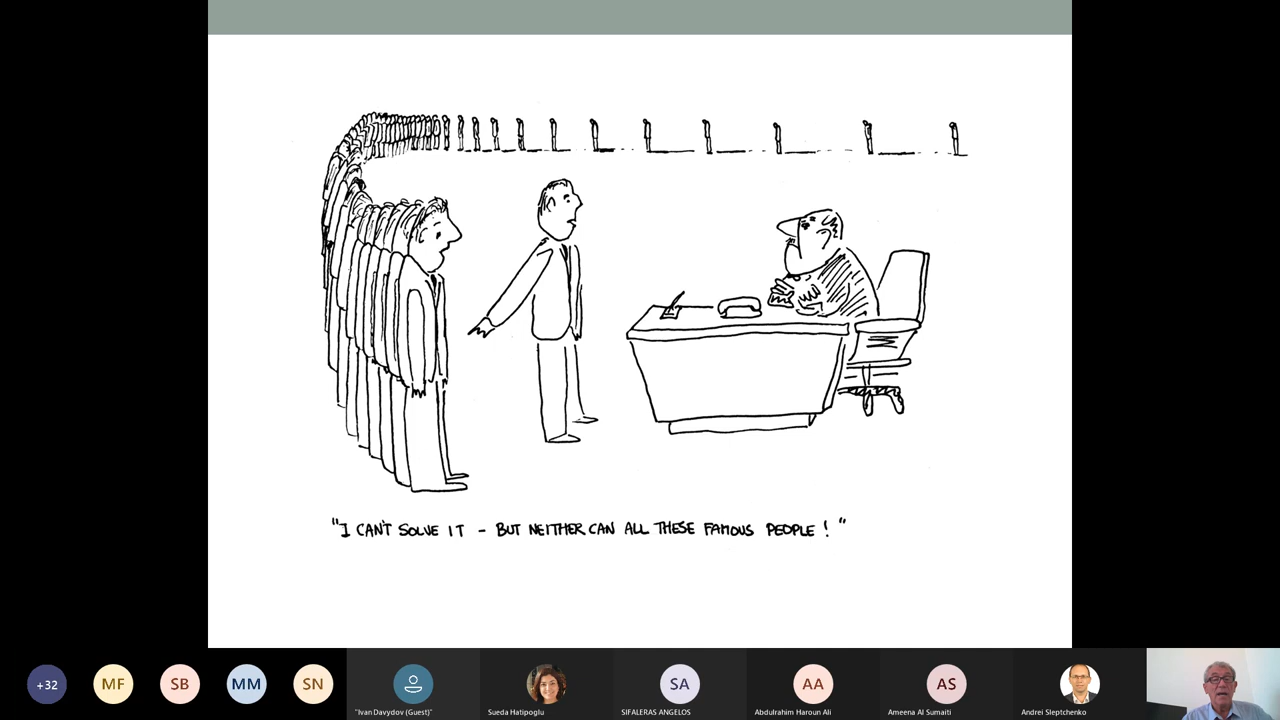 "I CAN'T SOLVE IT – BUT NEITHER CAN ALL THESE FAMOUS PEOPLE! "
+32
MF
SB
MM
SN
SA
AA
AS
"Ivan Davydov (Guest)"
Sueda Hatipoglu
SIFALERAS ANGELOS
Abdulrahim Haroun Ali
Ameena Al Sumaiti
Andrei Sleptchenko